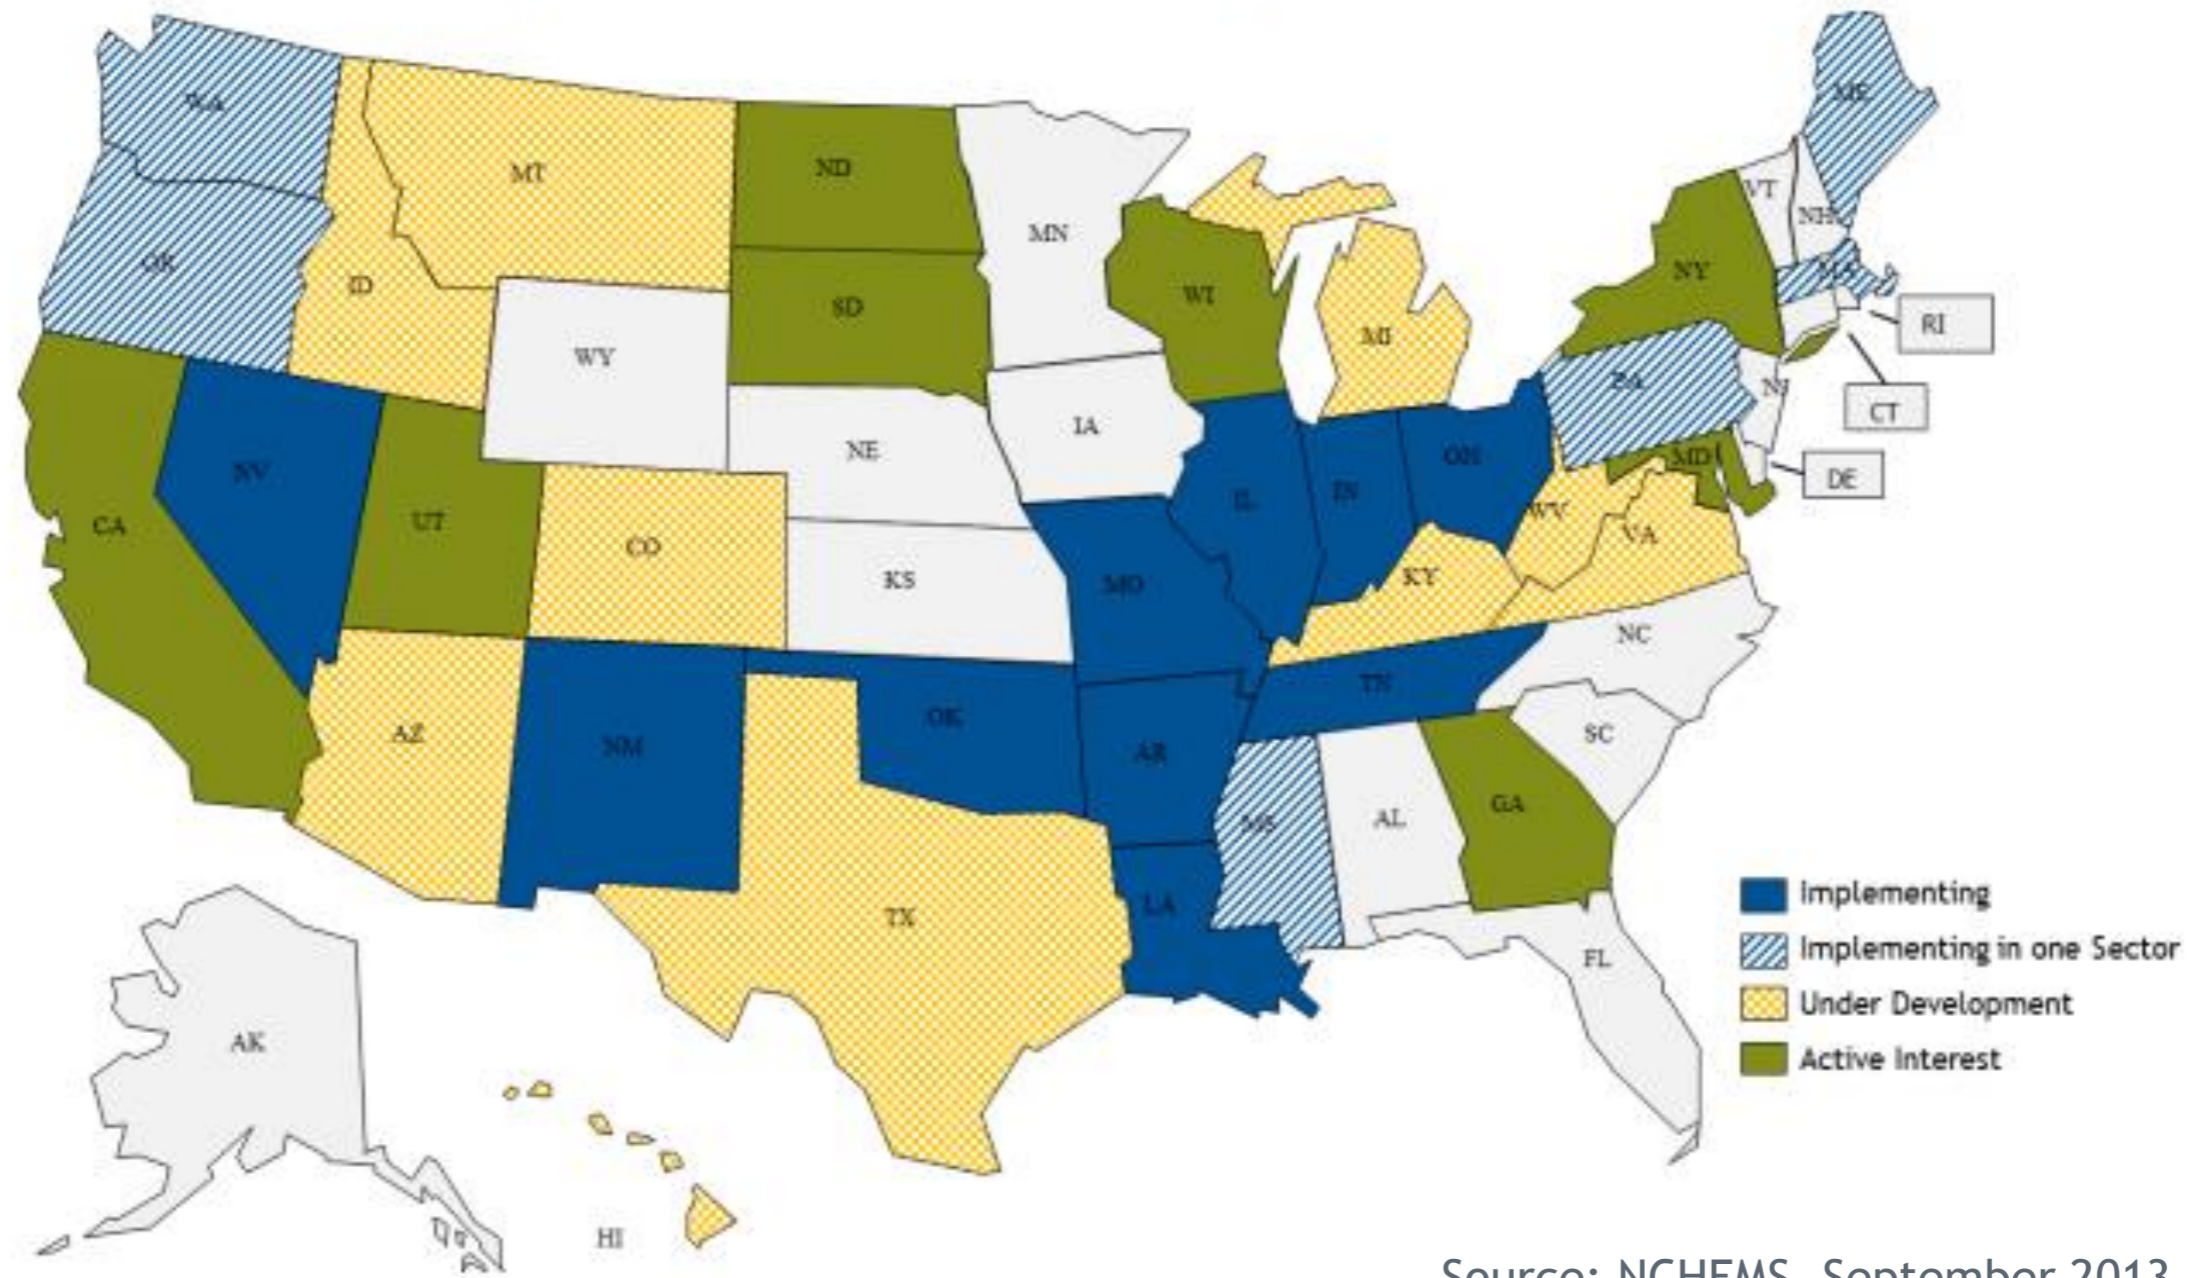 WA
ME
MT
ND
VT
NH
MN
OR
MA
NY
ID
WI
SD
RI
MI
WY
PA
NJ
CT
IA
NE
MD
OH
NV
DE
IL
IN
WV
UT
CA
VA
CO
KS
MO
KY
NC
TN
OK
AZ
SC
NM
AR
GA
AL
MS
Implementing
LA
TX
Implementing in one Sector
FL
Under Development
AK
Active Interest
HI
Source: NCHEMS, September 2013